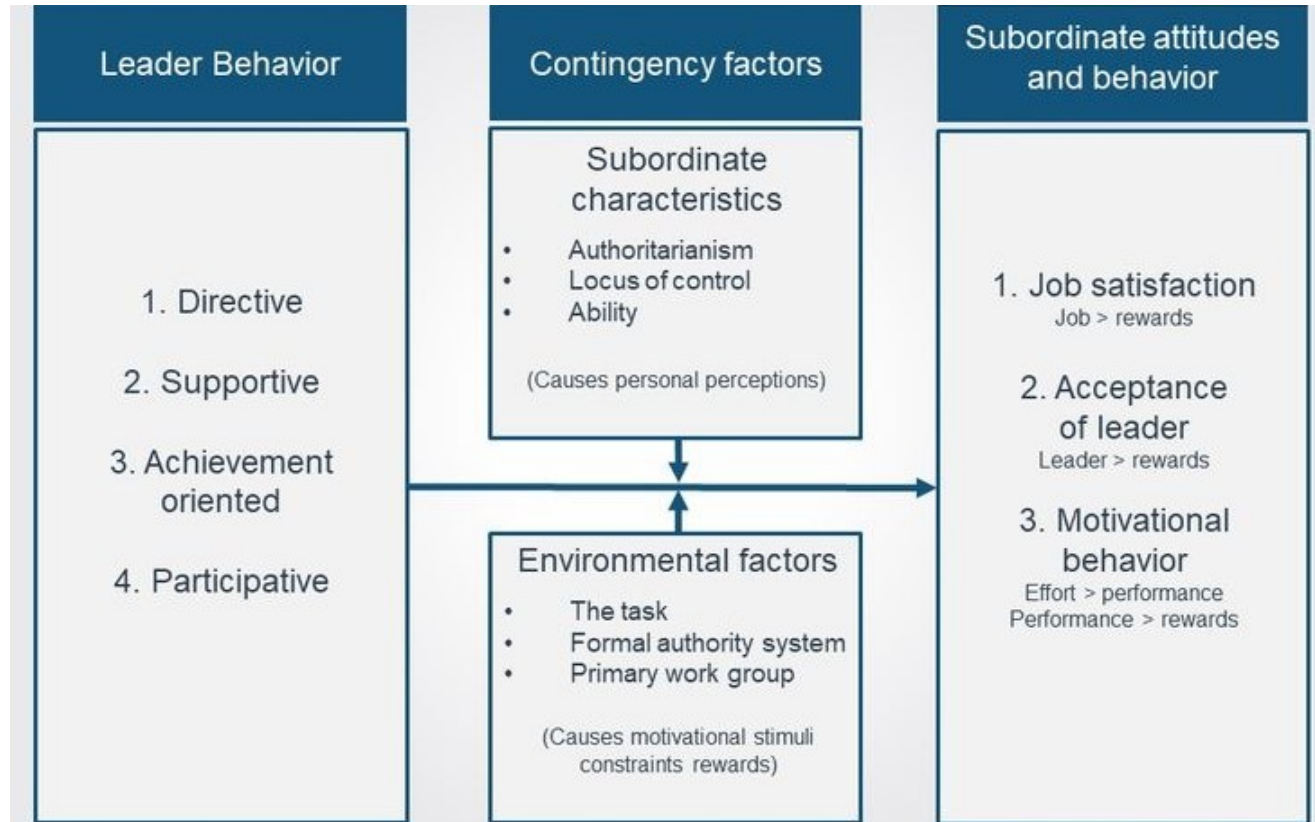 Leader Behavior
1. Directive
2. Supportive
3. Achievement
oriented
4. Participative
Contingency factors
Subordinate
characteristics
• Authoritarianism
• Locus of control
• Ability
(Causes personal perceptions)
Environmental factors
• The task
• Formal authority system
• Primary work group
(Causes motivational stimuli
constraints rewards)
Subordinate attitudes
and behavior
1. Job satisfaction
Job > rewards
2. Acceptance
of leader
Leader > rewards
3. Motivational
behavior
Effort > performance
Performance > rewards